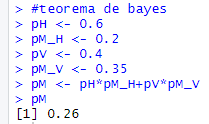 > #teorema de bayes
> pH <- 0.6
> pM_H <- 0.2
> pV <- 0.4
> pM_V <- 0.35
> pM <- pH*pM_H+pV*pM_V
> pM
[1] 0.26